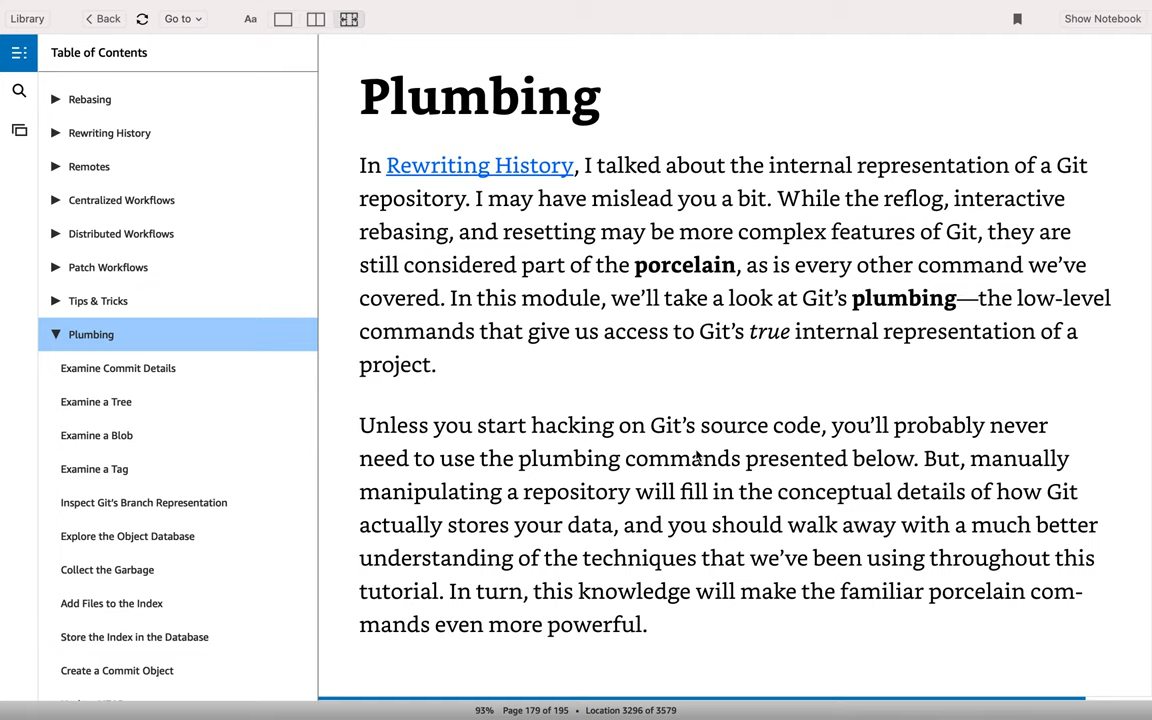 Library
Back
Go to
Aa
Show Notebook
Table of Contents
Rebasing
Rewriting History
Remotes
Centralized Workflows
Distributed Workflows
Patch Workflows
Tips & Tricks
Plumbing
Examine Commit Details
Examine a Tree
Examine a Blob
Examine a Tag
Inspect Git’s Branch Representation
Explore the Object Database
Collect the Garbage
Add Files to the Index
Store the Index in the Database
Create a Commit Object
Plumbing
In Rewriting History, I talked about the internal representation of a Git
repository. I may have mislead you a bit. While the reflog, interactive
rebasing, and resetting may be more complex features of Git, they are
still considered part of the porcelain, as is every other command we’ve
covered. In this module, we’ll take a look at Git’s plumbing—the low-level
commands that give us access to Git’s true internal representation of a
project.
Unless you start hacking on Git’s source code, you’ll probably never
need to use the plumbing commands presented below. But, manually
manipulating a repository will fill in the conceptual details of how Git
actually stores your data, and you should walk away with a much better
understanding of the techniques that we’ve been using throughout this
tutorial. In turn, this knowledge will make the familiar porcelain com-
mands even more powerful.
93% Page 179 of 195 • Location 3296 of 3579